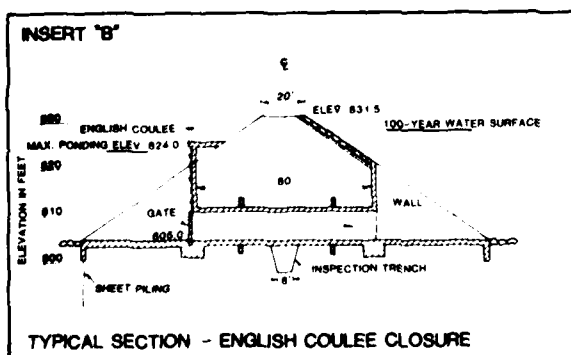 INSERT "B"
℄
20'
ELEV 831.5
ENGLISH COULEE
100-YEAR WATER SURFACE
MAX. PONDING ELEV 824.0
820
80
ELEVATION IN FEET
WALL
810
GATE
805.0
800
INSPECTION TRENCH
SHEET PILING
TYPICAL SECTION - ENGLISH COULEE CLOSURE